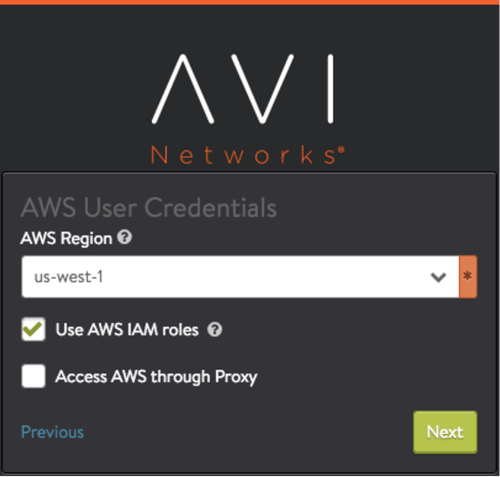 AVI
Networks®
AWS User Credentials
AWS Region ?
us-west-1 *
Use AWS IAM roles ?
Access AWS through Proxy
Previous Next